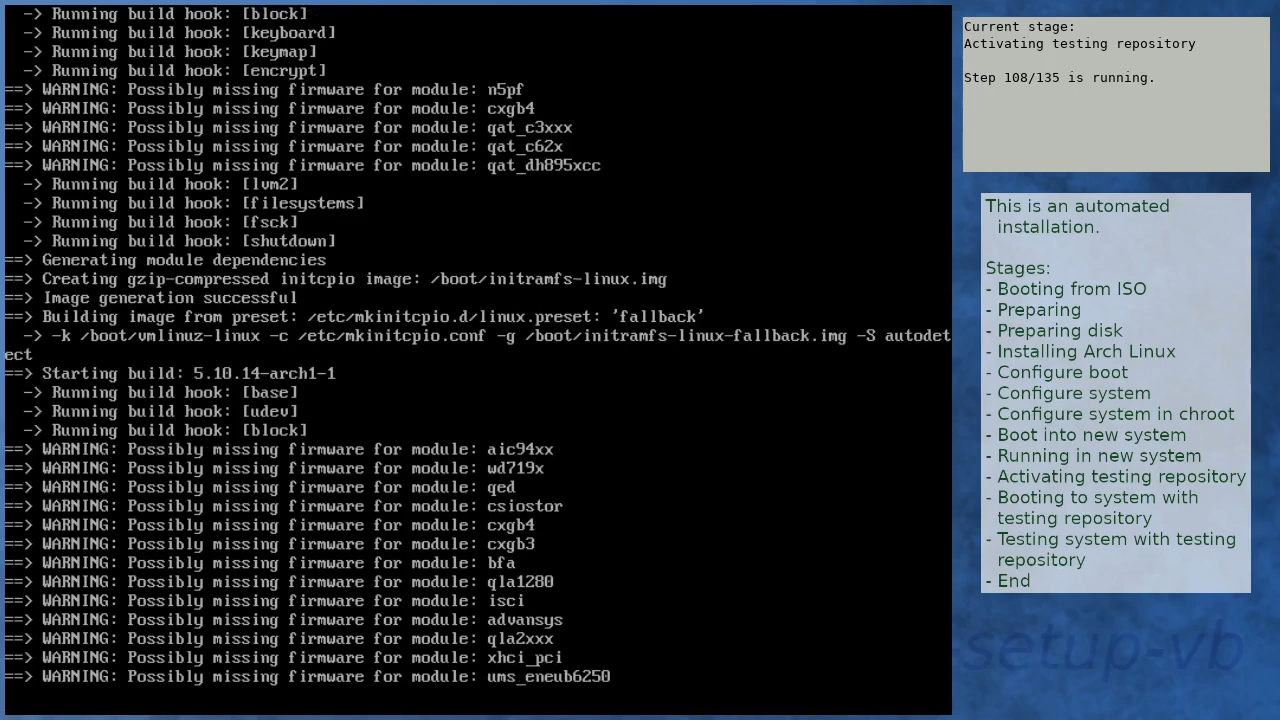 -> Running build hook: [block]
-> Running build hook: [keyboard]
-> Running build hook: [keymap]
-> Running build hook: [encrypt]
==> WARNING: Possibly missing firmware for module: n5pf
==> WARNING: Possibly missing firmware for module: cxgb4
==> WARNING: Possibly missing firmware for module: qat_c3xxx
==> WARNING: Possibly missing firmware for module: qat_c62x
==> WARNING: Possibly missing firmware for module: qat_dh895xcc
-> Running build hook: [lvm2]
-> Running build hook: [filesystems]
-> Running build hook: [fsck]
-> Running build hook: [shutdown]
==> Generating module dependencies
==> Creating gzip-compressed initcpio image: /boot/initramfs-linux.img
==> Image generation successful
==> Building image from preset: /etc/mkinitcpio.d/linux.preset: 'fallback'
-> -k /boot/vmlinuz-linux -c /etc/mkinitcpio.conf -g /boot/initramfs-linux-fallback.img -S autodet
ect
==> Starting build: 5.10.14-arch1-1
-> Running build hook: [base]
-> Running build hook: [udev]
-> Running build hook: [block]
==> WARNING: Possibly missing firmware for module: aic94xx
==> WARNING: Possibly missing firmware for module: wd719x
==> WARNING: Possibly missing firmware for module: qed
==> WARNING: Possibly missing firmware for module: csiostor
==> WARNING: Possibly missing firmware for module: cxgb4
==> WARNING: Possibly missing firmware for module: cxgb3
==> WARNING: Possibly missing firmware for module: bfa
==> WARNING: Possibly missing firmware for module: qla1280
==> WARNING: Possibly missing firmware for module: isci
==> WARNING: Possibly missing firmware for module: advansys
==> WARNING: Possibly missing firmware for module: qla2xxx
==> WARNING: Possibly missing firmware for module: xhci_pci
==> WARNING: Possibly missing firmware for module: ums_eneub6250
Current stage:
Activating testing repository
Step 108/135 is running.
This is an automated
installation.
Stages:
- Booting from ISO
- Preparing
- Preparing disk
- Installing Arch Linux
- Configure boot
- Configure system
- Configure system in chroot
- Boot into new system
- Running in new system
- Activating testing repository
- Booting to system with
testing repository
- Testing system with testing
repository
- End
setup-vb